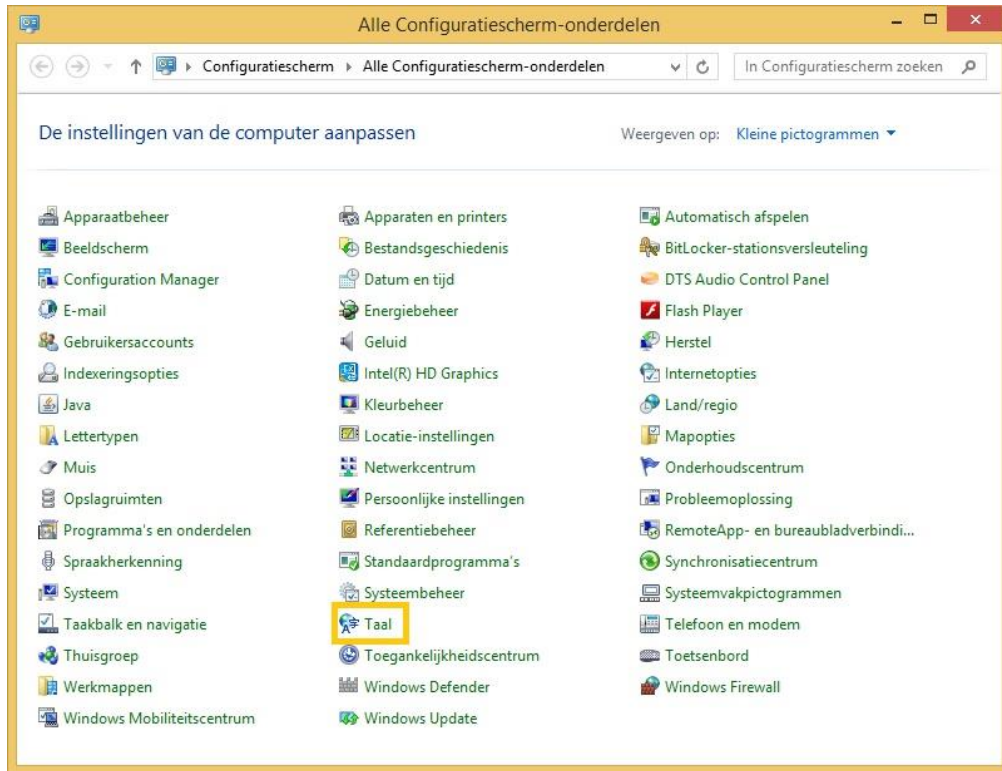 Alle Configuratiescherm-onderdelen
Configuratiescherm Alle Configuratiescherm-onderdelen In Configuratiescherm zoeken
De instellingen van de computer aanpassen Weergeven op: Kleine pictogrammen
Apparaatbeheer Apparaten en printers Automatisch afspelen
Beeldscherm Bestandsgeschiedenis BitLocker-stationsversleuteling
Configuration Manager Datum en tijd DTS Audio Control Panel
E-mail Energiebeheer Flash Player
Gebruikersaccounts Geluid Herstel
Indexeringsopties Intel(R) HD Graphics Internetopties
Java Kleurbeheer Land/regio
Lettertypen Locatie-instellingen Mapopties
Muis Netwerkcentrum Onderhoudscentrum
Opslagruimten Persoonlijke instellingen Probleemoplossing
Programma's en onderdelen Referentiebeheer RemoteApp- en bureaubladverbindi...
Spraakherkenning Standaardprogramma's Synchronisatiecentrum
Systeem Systeembeheer Systeemvakpictogrammen
Taakbalk en navigatie Taal Telefoon en modem
Thuisgroep Toegankelijkheidscentrum Toetsenbord
Werkmappen Windows Defender Windows Firewall
Windows Mobiliteitscentrum Windows Update